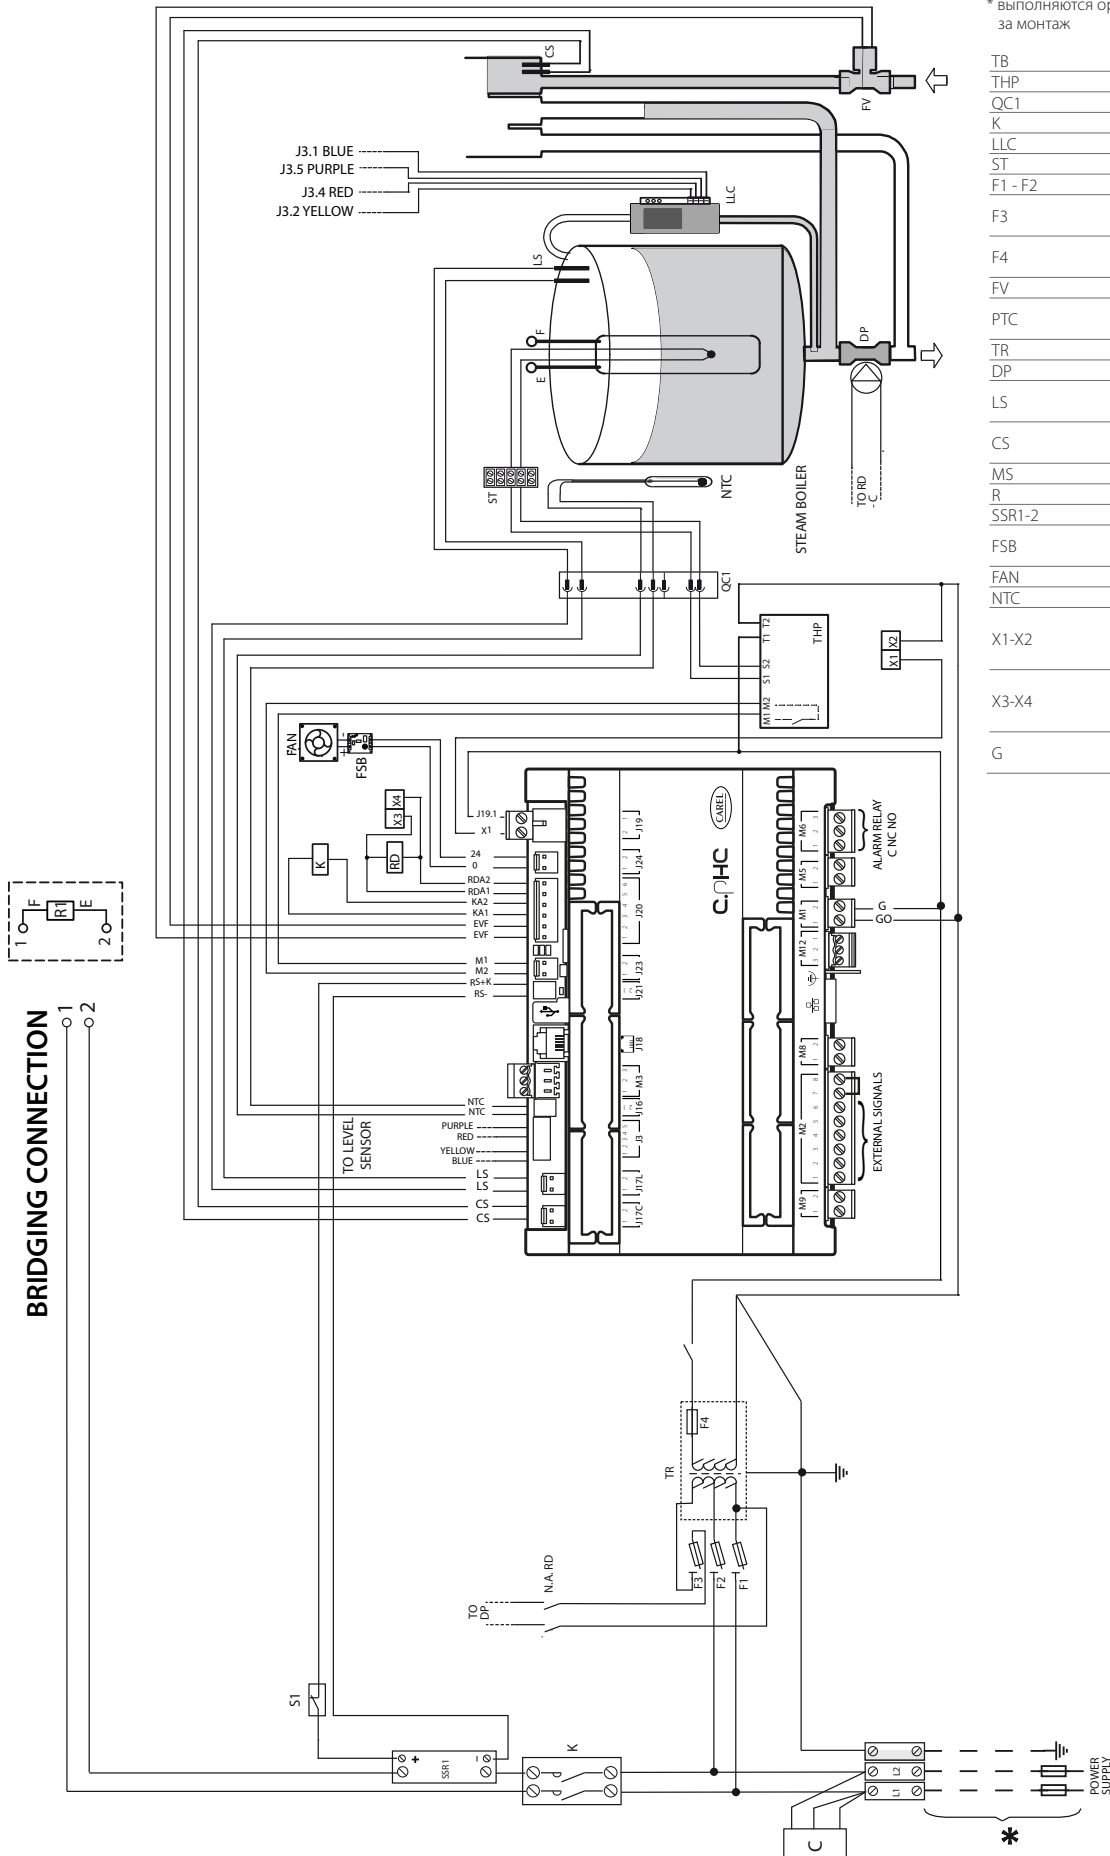 * выполняются ор
за монтаж
TB
THP
QC1
K
LLC
ST
F1 - F2
F3
F4
FV
PTC
TR
DP
LS
CS
MS
R
SSR1-2
FSB
FAN
NTC
X1-X2
X3-X4
G
CS
FV
J3.1 BLUE
J3.5 PURPLE
J3.4 RED
J3.2 YELLOW
LLC
LS
F
E
DP
ST
NTC
STEAM BOILER
TO RD
- C
QC1
T1 T2
S1 S2
M1 M2
THP
X1 X2
FAN
- +
FSB
X3 X4
K
RD
J19.1
X1
24
0
RDA2
RDA1
KA2
KA1
EVF
EVF
M1
M2
RS+K
RS-
NTC
NTC
PURPLE
RED
YELLOW
BLUE
LS
LS
CS
CS
TO LEVEL
SENSOR
J19
J24
J20
J23
J21
J18
M3
J16
J3
J17L
J17C
CAREL
c.pHC
M6
M5
M1
M12
M8
M2
M9
ALARM RELAY
C NC NO
G
GO
EXTERNAL SIGNALS
F R1 E
1
2
BRIDGING CONNECTION
1
2
F4
TR
F3
F2
F1
N.A. RD
TO
DP
S1
+ -
SSR1
K
L2
L1
C
POWER
SUPPLY
*